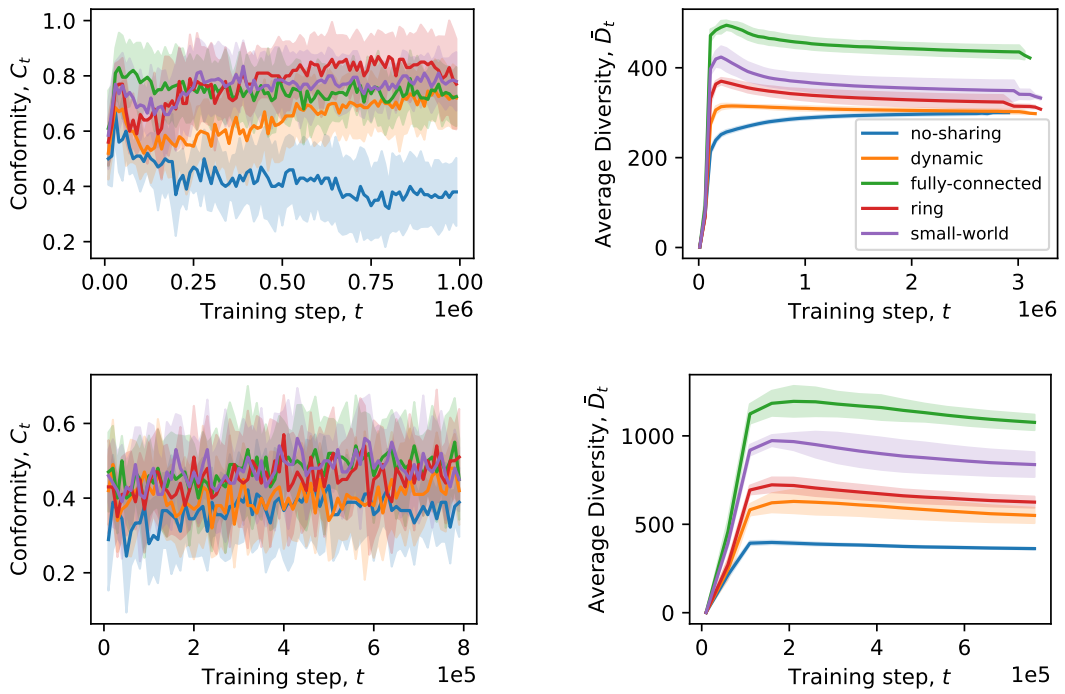 1.0
0.8
0.6
0.4
0.2
Conformity, Cₜ
0.00 0.25 0.50 0.75 1.00
Training step, t 1e6
400
200
0
Average Diversity, D̄ₜ
no-sharing
dynamic
fully-connected
ring
small-world
0 1 2 3
Training step, t 1e6
0.6
0.4
0.2
Conformity, Cₜ
0 2 4 6 8
Training step, t 1e5
1000
500
0
Average Diversity, D̄ₜ
0 2 4 6
Training step, t 1e5